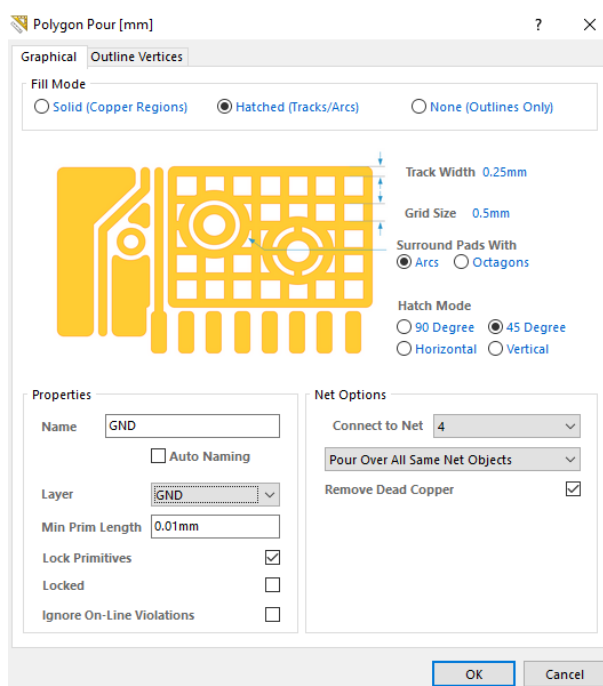 Polygon Pour [mm]
?
Graphical Outline Vertices
Fill Mode
Solid (Copper Regions) Hatched (Tracks/Arcs) None (Outlines Only)
Track Width 0.25mm
Grid Size 0.5mm
Surround Pads With
Arcs Octagons
Hatch Mode
90 Degree 45 Degree
Horizontal Vertical
Properties
Name GND
Auto Naming
Layer GND
Min Prim Length 0.01mm
Lock Primitives
Locked
Ignore On-Line Violations
Net Options
Connect to Net 4
Pour Over All Same Net Objects
Remove Dead Copper
OK Cancel